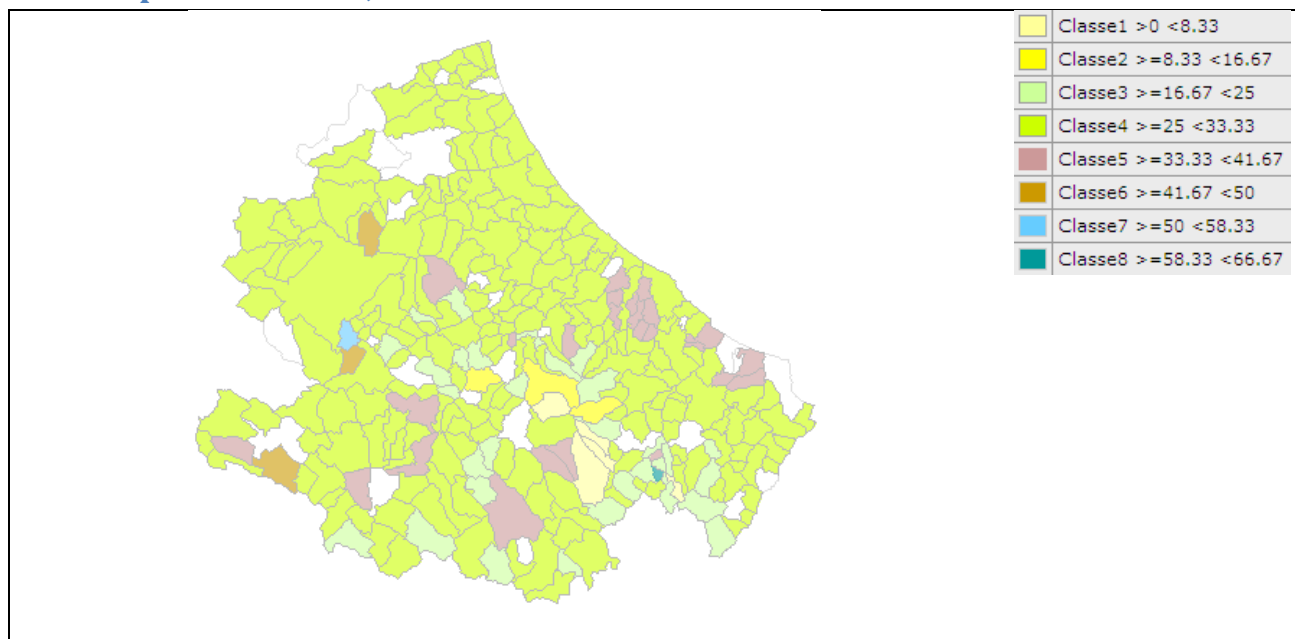 Classe1 >0 <8.33
Classe2 >=8.33 <16.67
Classe3 >=16.67 <25
Classe4 >=25 <33.33
Classe5 >=33.33 <41.67
Classe6 >=41.67 <50
Classe7 >=50 <58.33
Classe8 >=58.33 <66.67